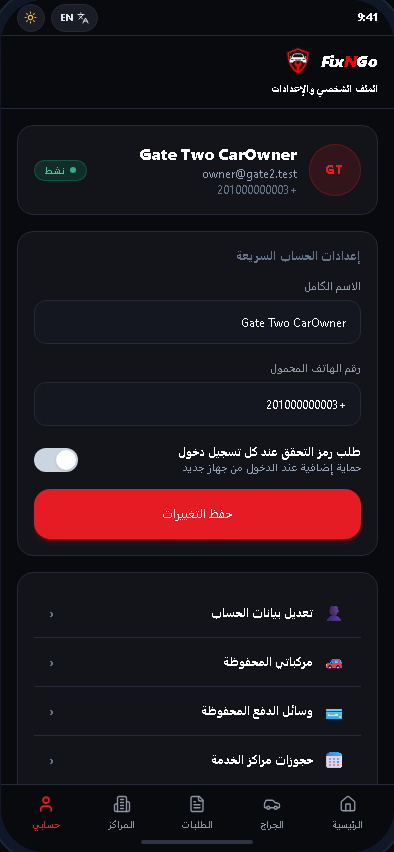 9:41
EN
FixNGo
الملف الشخصي والإعدادات
GT
Gate Two CarOwner
owner@gate2.test
+201000000003
نشط
إعدادات الحساب السريعة
الاسم الكامل
Gate Two CarOwner
رقم الهاتف المحمول
+201000000003
طلب رمز التحقق عند كل تسجيل دخول
حماية إضافية عند الدخول من جهاز جديد
حفظ التغييرات
تعديل بيانات الحساب
مركباتي المحفوظة
وسائل الدفع المحفوظة
حجوزات مراكز الخدمة
الرئيسية
الجراج
الطلبات
المراكز
حسابي